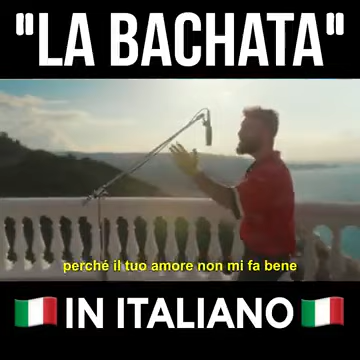 "LA BACHATA"
perché il tuo amore non mi fa bene
IN ITALIANO